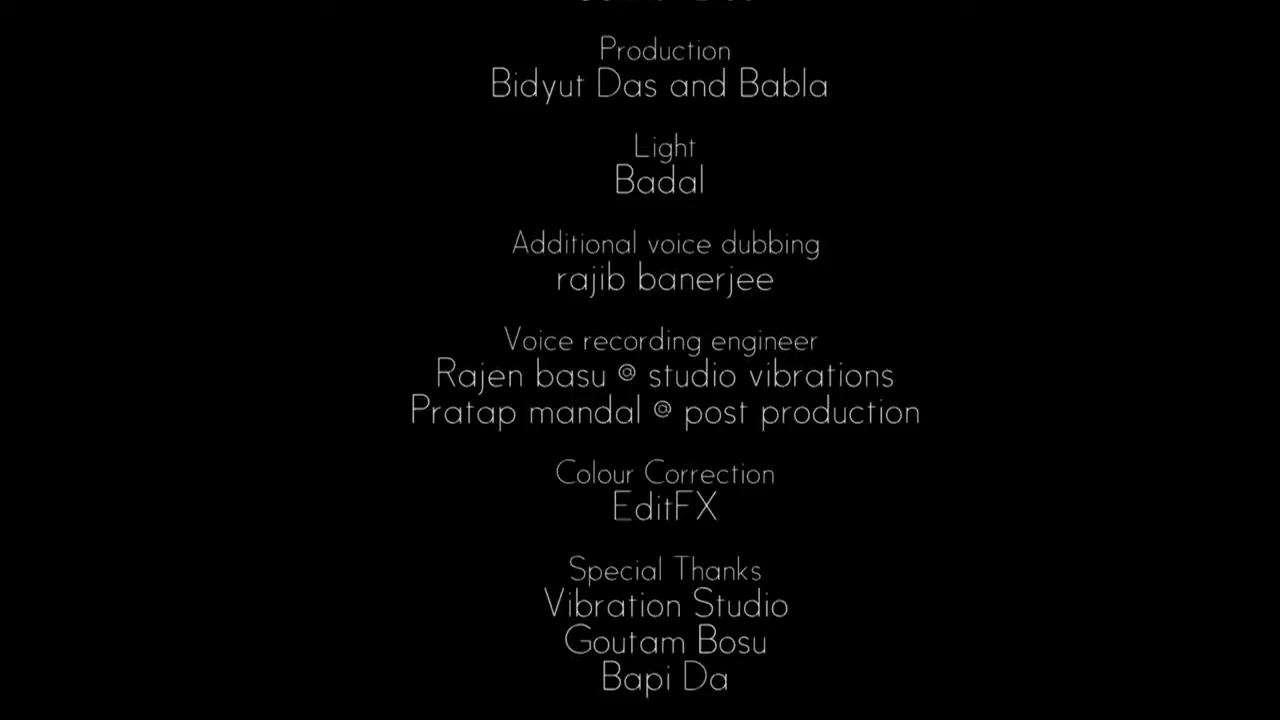 Production
Bidyut Das and Babla
Light
Badal
Additional voice dubbing
rajib banerjee
Voice recording engineer
Rajen basu @ studio vibrations
Pratap mandal @ post production
Colour Correction
EditFX
Special Thanks
Vibration Studio
Goutam Bosu
Bapi Da